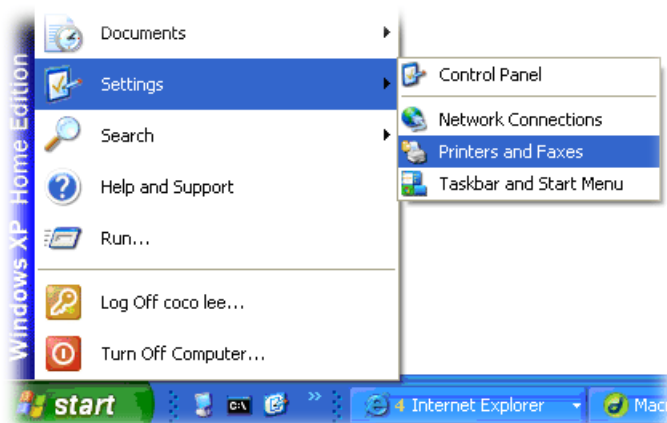 Documents
Settings
Search
Help and Support
Run...
Log Off coco lee...
Turn Off Computer...
Windows XP Home Edition
Control Panel
Network Connections
Printers and Faxes
Taskbar and Start Menu
start
C:\
»
4 Internet Explorer
Mac